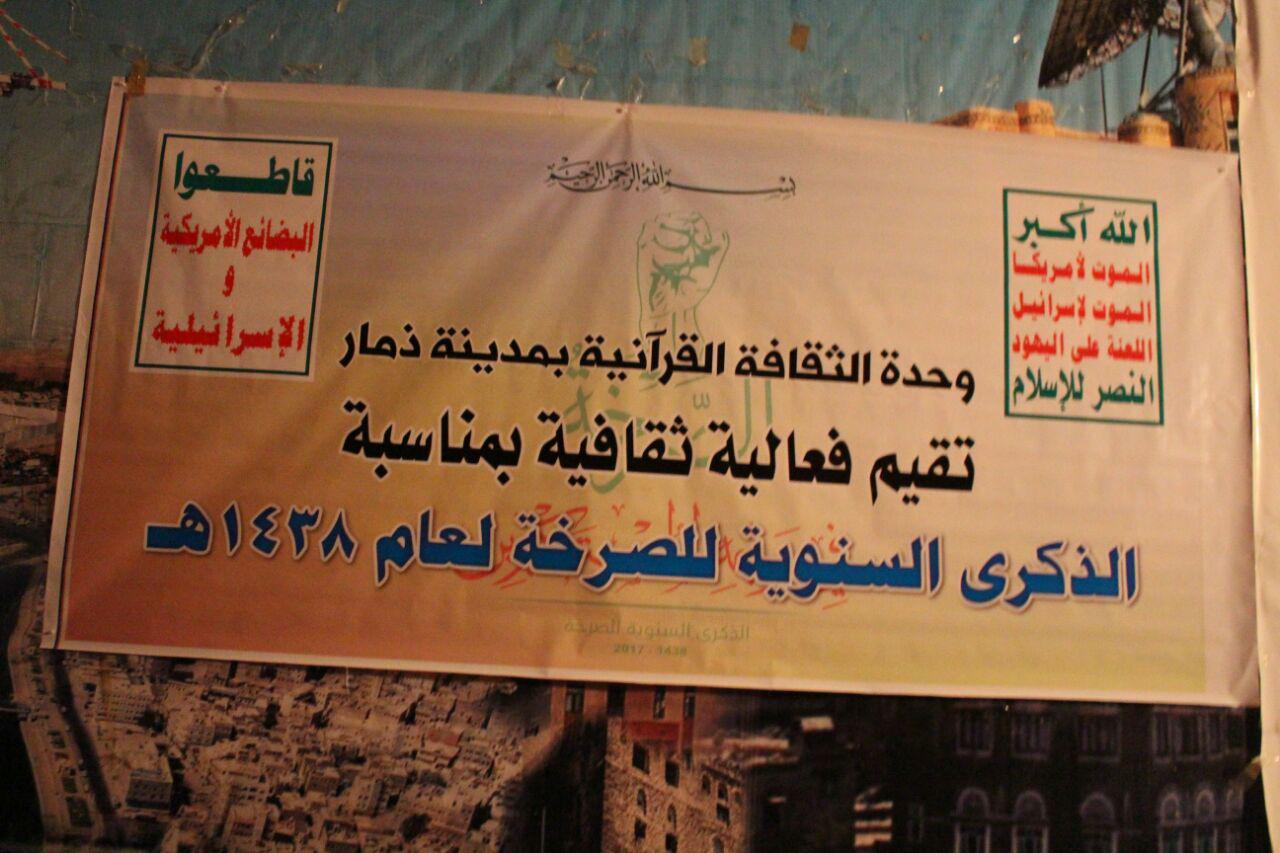 بسم الله الرحمن الرحيم
الله أكبر
الموت لأمريكا
الموت لإسرائيل
اللعنة على اليهود
النصر للإسلام
قاطعوا
البضائع الأمريكية
و
الإسرائيلية
وحدة الثقافة القرآنية بمدينة ذمار
تقيم فعالية ثقافية بمناسبة
الذكرى السنوية للصرخة لعام ١٤٣٨هـ
الصرخة
الذكرى السنوية للصرخة
2017 - 1438